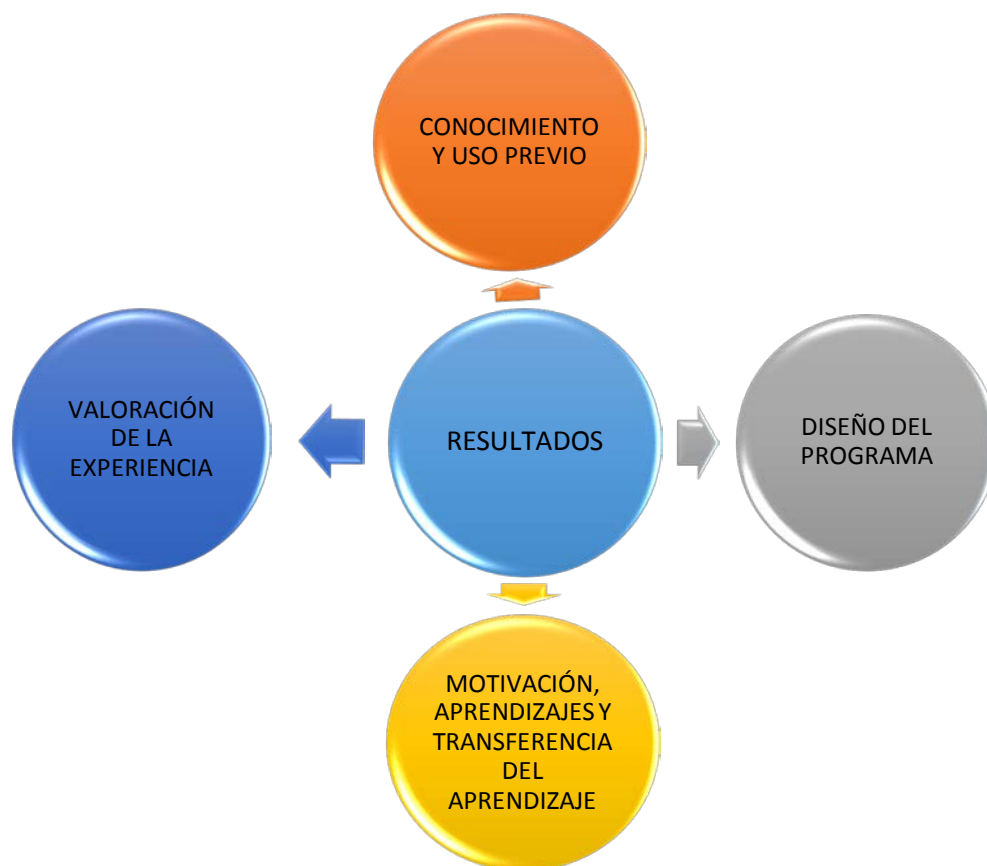 CONOCIMIENTO
Y USO PREVIO
VALORACIÓN
DE LA
EXPERIENCIA
RESULTADOS
DISEÑO DEL
PROGRAMA
MOTIVACIÓN,
APRENDIZAJES Y
TRANSFERENCIA
DEL
APRENDIZAJE